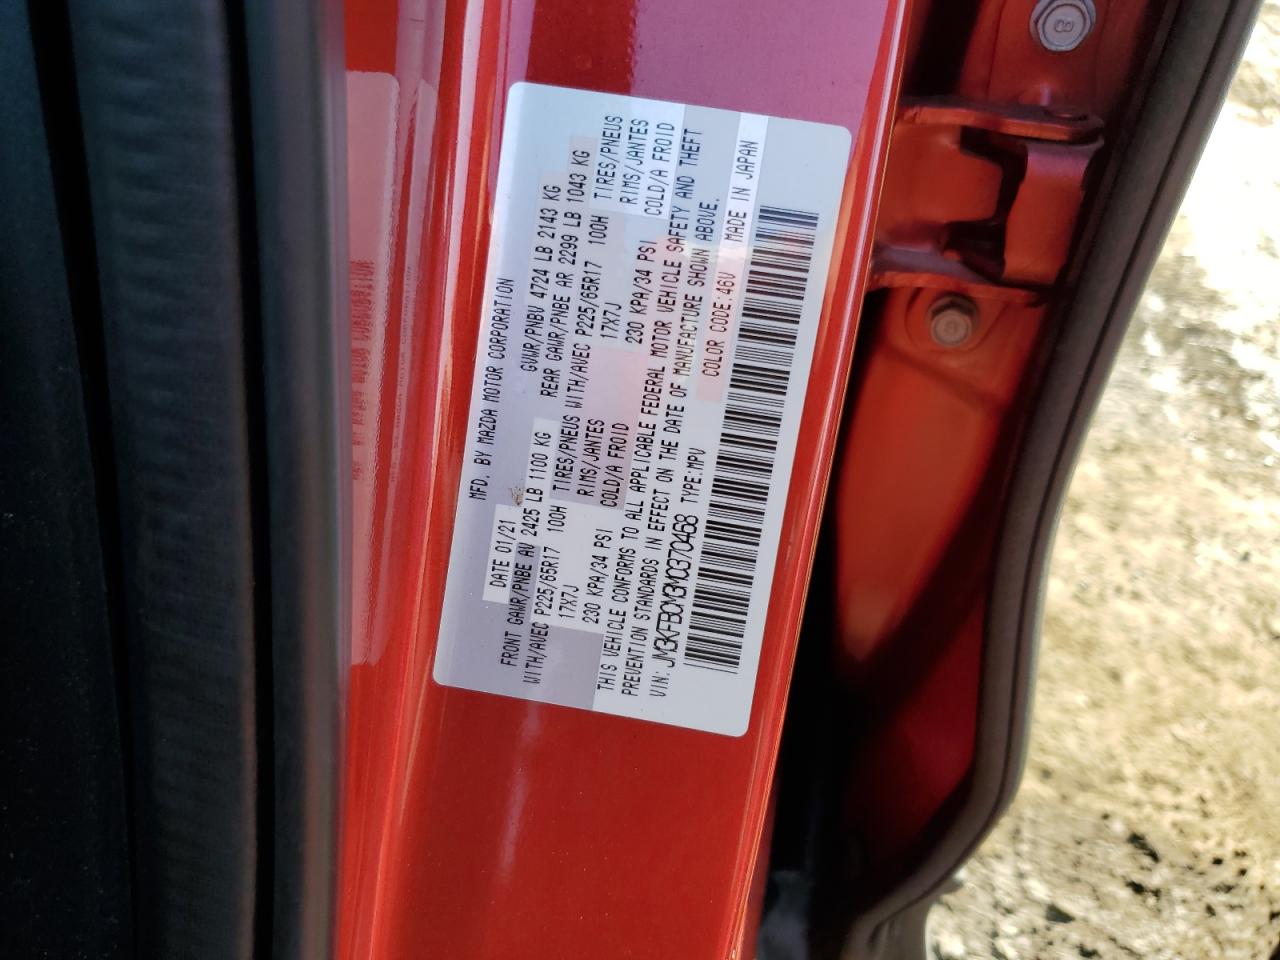 MFD. BY MAZDA MOTOR CORPORATION
DATE 01/21 GVWR/PNBV 4724 LB 2143 KG
FRONT GAWR/PNBE AV 2425 LB 1100 KG REAR GAWR/PNBE AR 2299 LB 1043 KG
WITH/AVEC P225/65R17 100H TIRES/PNEUS WITH/AVEC P225/65R17 100H TIRES/PNEUS
17X7J RIMS/JANTES 17X7J RIMS/JANTES
230 KPA/34 PSI COLD/A FROID 230 KPA/34 PSI COLD/A FROID
THIS VEHICLE CONFORMS TO ALL APPLICABLE FEDERAL MOTOR VEHICLE SAFETY AND THEFT
PREVENTION STANDARDS IN EFFECT ON THE DATE OF MANUFACTURE SHOWN ABOVE.
VIN: JM3KFBCM3M0370458 TYPE:MPV COLOR CODE:46V MADE IN JAPAN
8